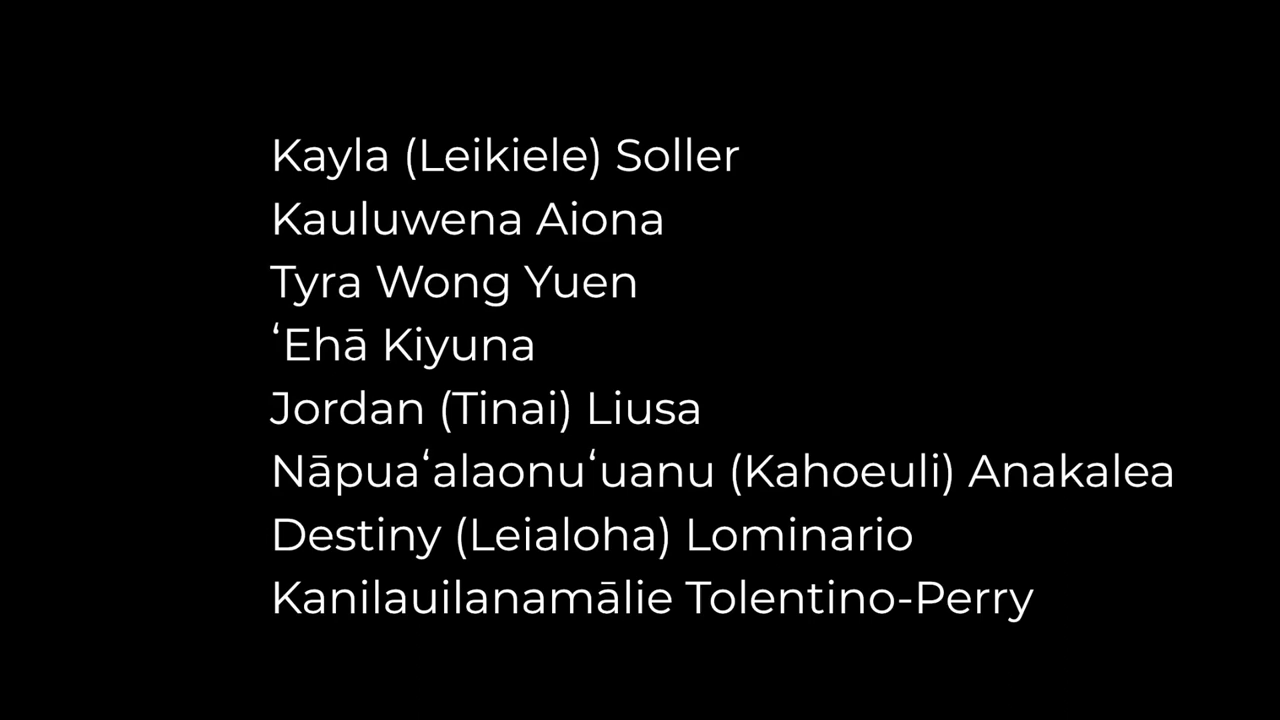 Kayla (Leikiele) Soller
Kauluwena Aiona
Tyra Wong Yuen
ʻEhā Kiyuna
Jordan (Tinai) Liusa
Nāpuaʻalaonuʻuanu (Kahoeuli) Anakalea
Destiny (Leialoha) Lominario
Kanilauilanamālie Tolentino-Perry